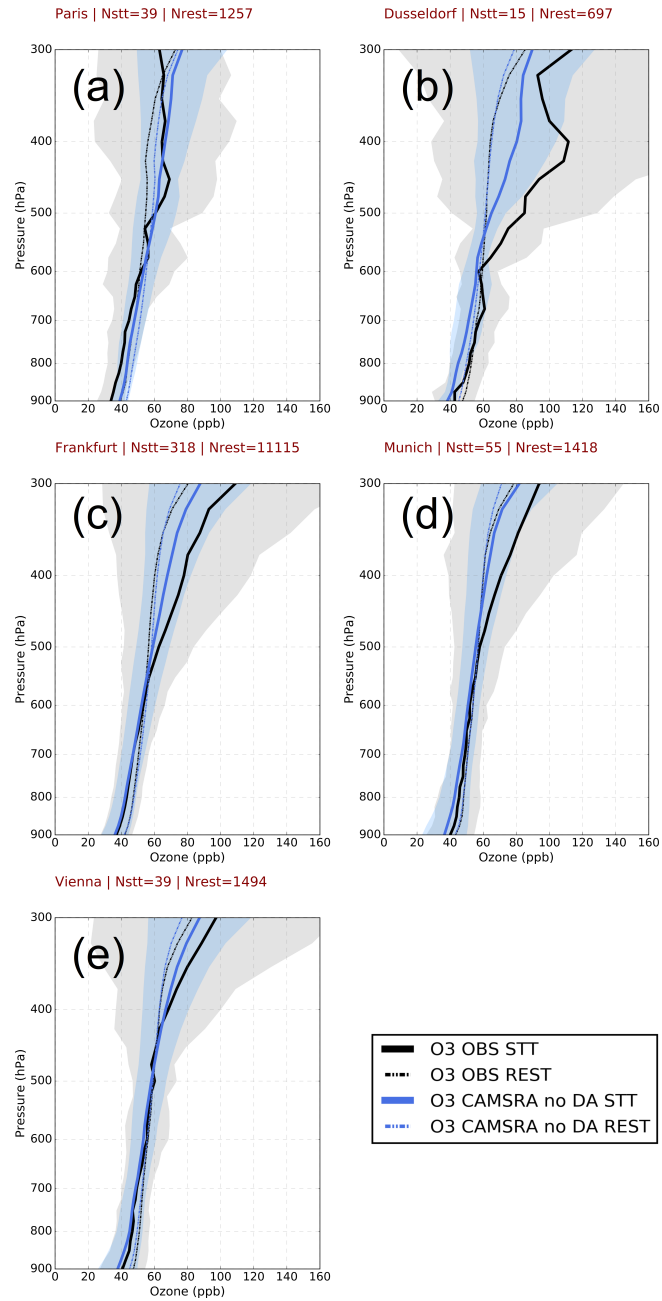 Paris | Nstt=39 | Nrest=1257
(a)
300
400
500
600
700
800
900
Pressure (hPa)
0 20 40 60 80 100 120 140 160
Ozone (ppb)
Dusseldorf | Nstt=15 | Nrest=697
(b)
300
400
500
600
700
800
900
Pressure (hPa)
0 20 40 60 80 100 120 140 160
Ozone (ppb)
Frankfurt | Nstt=318 | Nrest=11115
(c)
300
400
500
600
700
800
900
Pressure (hPa)
0 20 40 60 80 100 120 140 160
Ozone (ppb)
Munich | Nstt=55 | Nrest=1418
(d)
300
400
500
600
700
800
900
Pressure (hPa)
0 20 40 60 80 100 120 140 160
Ozone (ppb)
Vienna | Nstt=39 | Nrest=1494
(e)
300
400
500
600
700
800
900
Pressure (hPa)
0 20 40 60 80 100 120 140 160
Ozone (ppb)
O3 OBS STT
O3 OBS REST
O3 CAMSRA no DA STT
O3 CAMSRA no DA REST